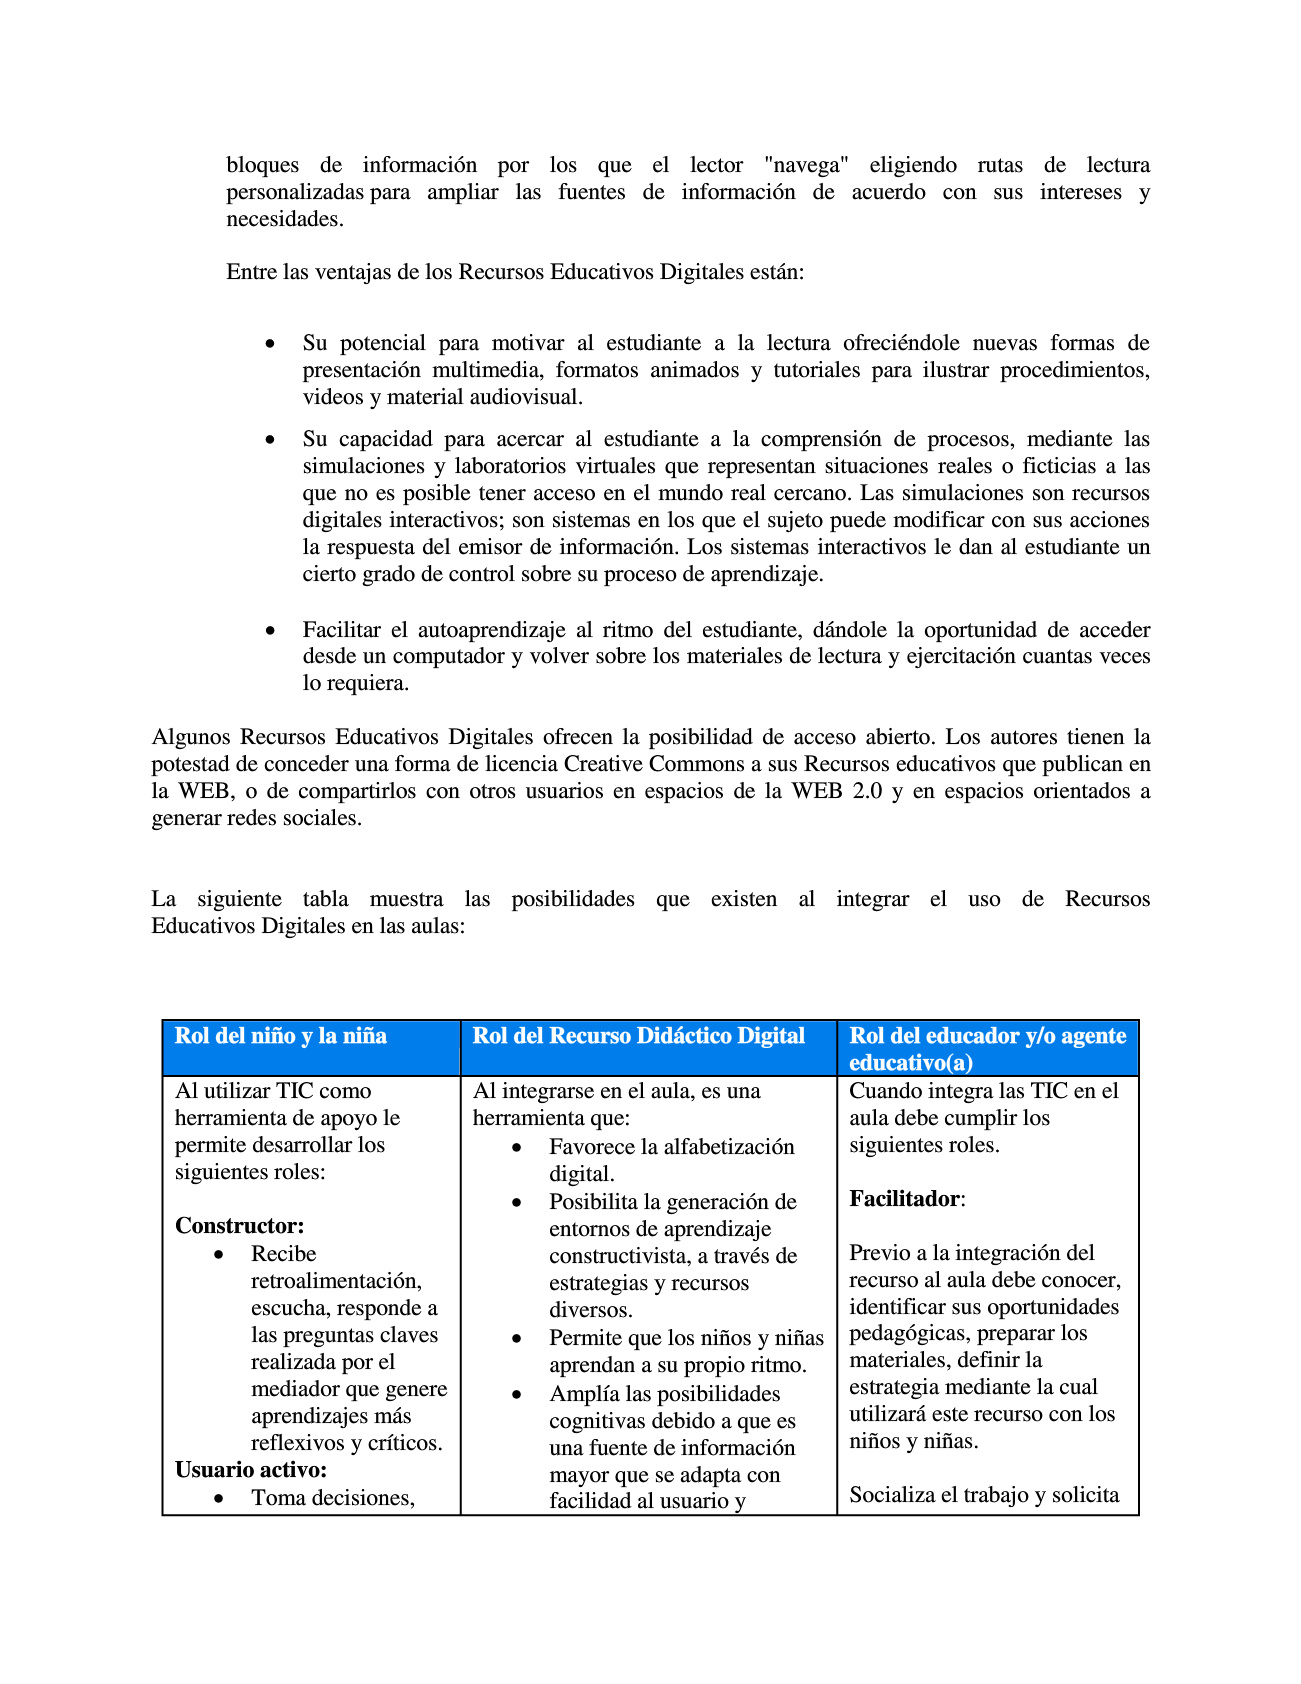 bloques de información por los que el lector "navega" eligiendo rutas de lectura
personalizadas para ampliar las fuentes de información de acuerdo con sus intereses y
necesidades.
Entre las ventajas de los Recursos Educativos Digitales están:
• Su potencial para motivar al estudiante a la lectura ofreciéndole nuevas formas de
presentación multimedia, formatos animados y tutoriales para ilustrar procedimientos,
videos y material audiovisual.
• Su capacidad para acercar al estudiante a la comprensión de procesos, mediante las
simulaciones y laboratorios virtuales que representan situaciones reales o ficticias a las
que no es posible tener acceso en el mundo real cercano. Las simulaciones son recursos
digitales interactivos; son sistemas en los que el sujeto puede modificar con sus acciones
la respuesta del emisor de información. Los sistemas interactivos le dan al estudiante un
cierto grado de control sobre su proceso de aprendizaje.
• Facilitar el autoaprendizaje al ritmo del estudiante, dándole la oportunidad de acceder
desde un computador y volver sobre los materiales de lectura y ejercitación cuantas veces
lo requiera.
Algunos Recursos Educativos Digitales ofrecen la posibilidad de acceso abierto. Los autores tienen la
potestad de conceder una forma de licencia Creative Commons a sus Recursos educativos que publican en
la WEB, o de compartirlos con otros usuarios en espacios de la WEB 2.0 y en espacios orientados a
generar redes sociales.
La siguiente tabla muestra las posibilidades que existen al integrar el uso de Recursos
Educativos Digitales en las aulas:
Rol del niño y la niña
Al utilizar TIC como
herramienta de apoyo le
permite desarrollar los
siguientes roles:
Constructor:
• Recibe
retroalimentación,
escucha, responde a
las preguntas claves
realizada por el
mediador que genere
aprendizajes más
reflexivos y críticos.
Usuario activo:
• Toma decisiones,
Rol del Recurso Didáctico Digital
Al integrarse en el aula, es una
herramienta que:
• Favorece la alfabetización
digital.
• Posibilita la generación de
entornos de aprendizaje
constructivista, a través de
estrategias y recursos
diversos.
• Permite que los niños y niñas
aprendan a su propio ritmo.
• Amplía las posibilidades
cognitivas debido a que es
una fuente de información
mayor que se adapta con
facilidad al usuario y
Rol del educador y/o agente
educativo(a)
Cuando integra las TIC en el
aula debe cumplir los
siguientes roles.
Facilitador:
Previo a la integración del
recurso al aula debe conocer,
identificar sus oportunidades
pedagógicas, preparar los
materiales, definir la
estrategia mediante la cual
utilizará este recurso con los
niños y niñas.
Socializa el trabajo y solicita